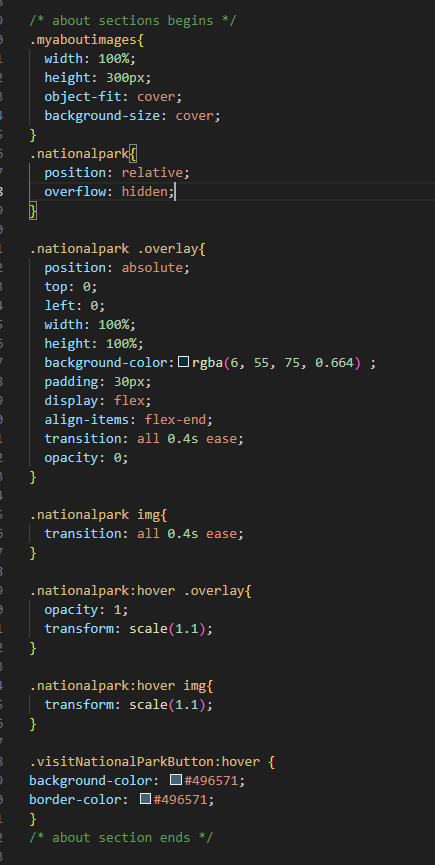 /* about sections begins */
.myaboutimages{
width: 100%;
height: 300px;
object-fit: cover;
background-size: cover;
}
.nationalpark{
position: relative;
overflow: hidden;
}
.nationalpark .overlay{
position: absolute;
top: 0;
left: 0;
width: 100%;
height: 100%;
background-color: rgba(6, 55, 75, 0.664) ;
padding: 30px;
display: flex;
align-items: flex-end;
transition: all 0.4s ease;
opacity: 0;
}
.nationalpark img{
transition: all 0.4s ease;
}
.nationalpark:hover .overlay{
opacity: 1;
transform: scale(1.1);
}
.nationalpark:hover img{
transform: scale(1.1);
}
.visitNationalParkButton:hover {
background-color: #496571;
border-color: #496571;
}
/* about section ends */